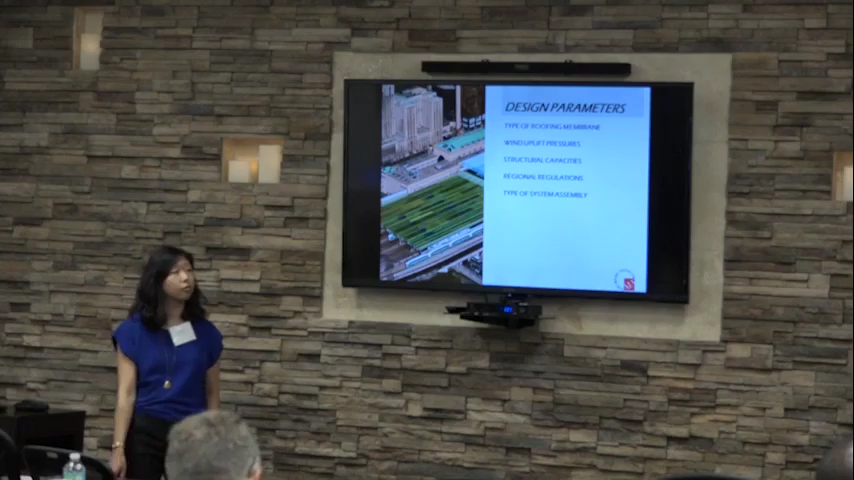 DESIGN PARAMETERS
TYPE OF ROOFING MEMBRANE
WIND UPLIFT PRESSURES
STRUCTURAL CAPACITIES
REGIONAL REGULATIONS
TYPE OF SYSTEM ASSEMBLY